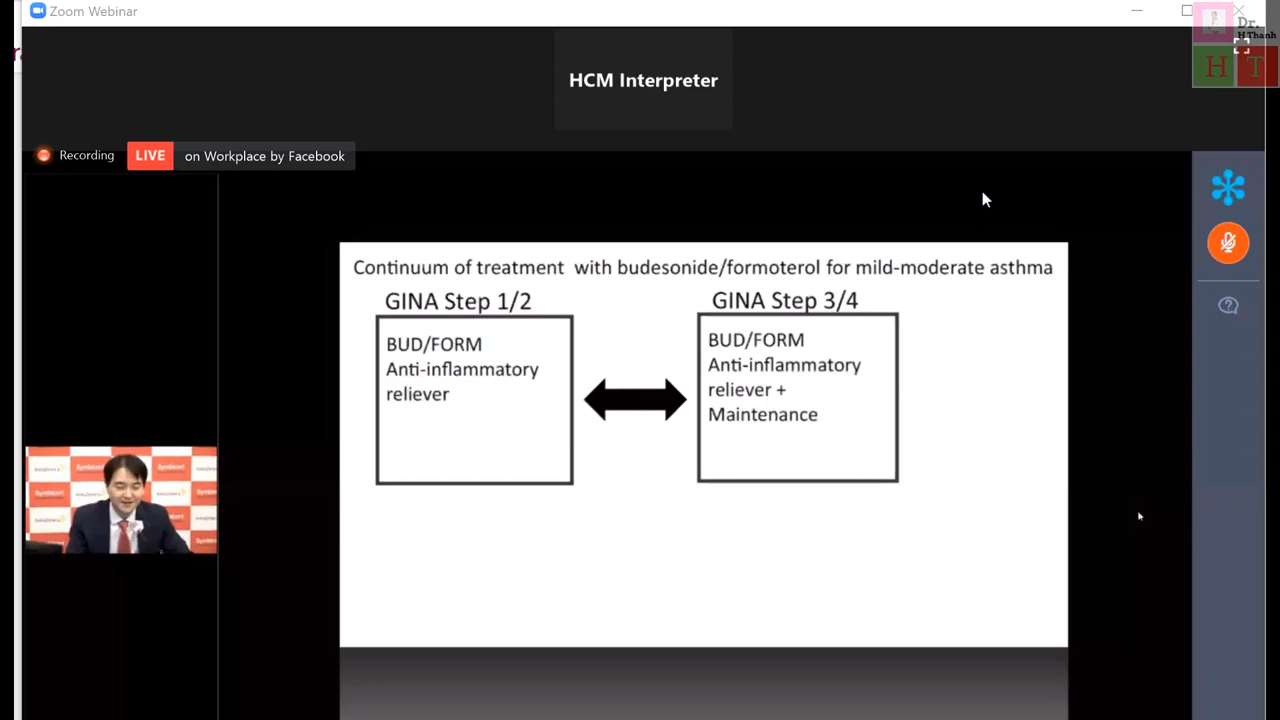 Zoom Webinar
Dr.
H Thanh
H T
HCM Interpreter
Recording
LIVE
on Workplace by Facebook
Continuum of treatment with budesonide/formoterol for mild-moderate asthma
GINA Step 1/2
BUD/FORM
Anti-inflammatory
reliever
GINA Step 3/4
BUD/FORM
Anti-inflammatory
reliever +
Maintenance